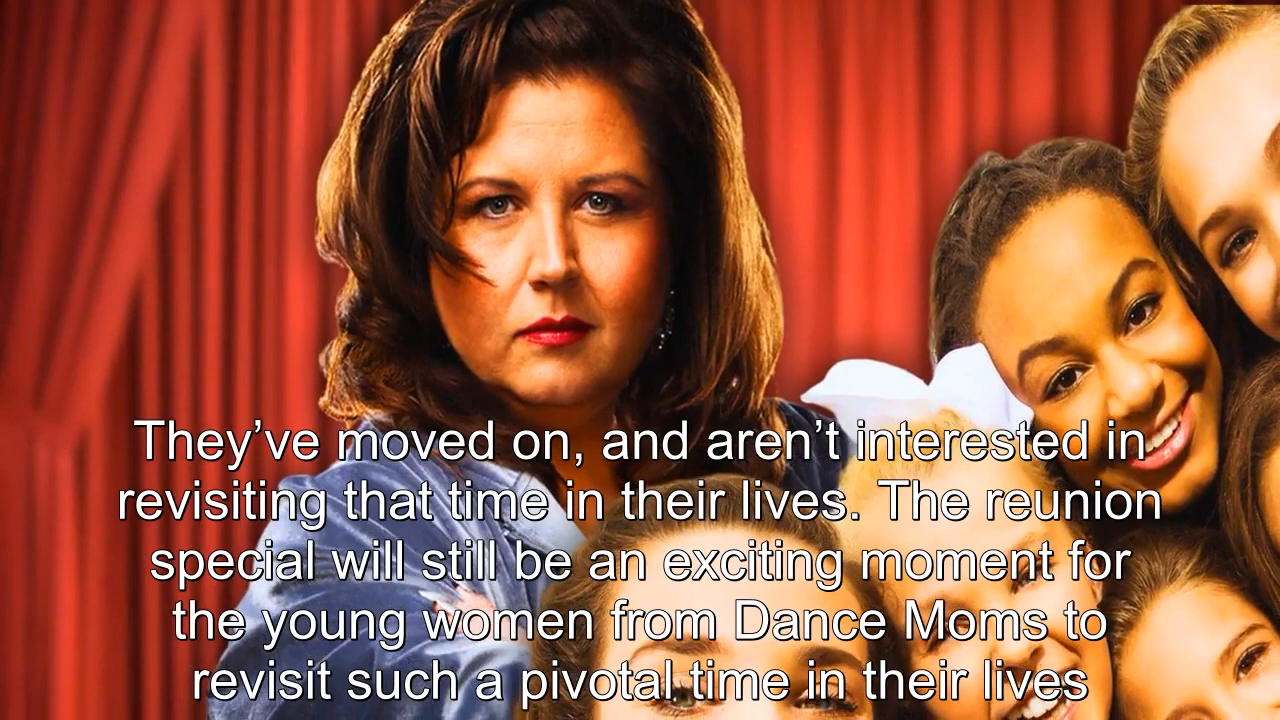 They’ve moved on, and aren’t interested in
revisiting that time in their lives. The reunion
special will still be an exciting moment for
the young women from Dance Moms to
revisit such a pivotal time in their lives